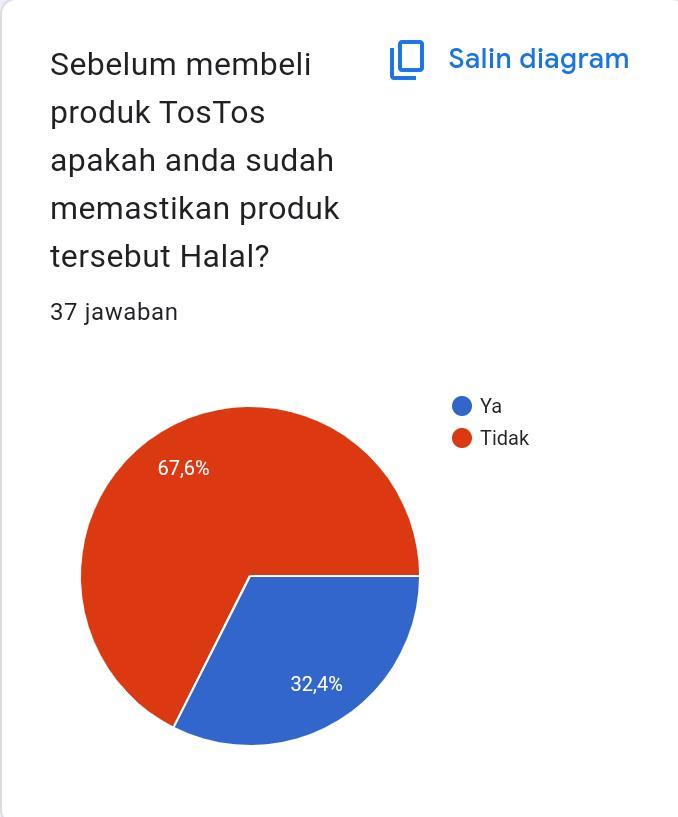 Sebelum membeli
produk TosTos
apakah anda sudah
memastikan produk
tersebut Halal?
Salin diagram
37 jawaban
Ya
Tidak
67,6%
32,4%